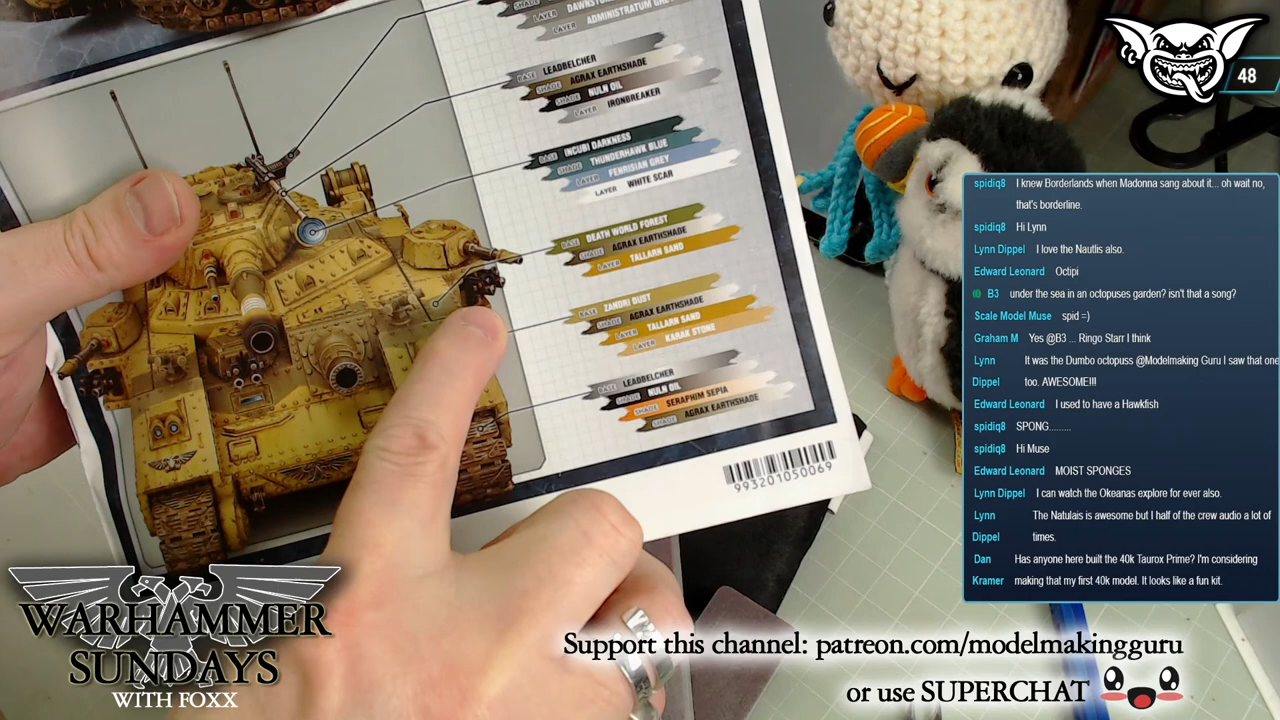 SHADE
LAYER DAWNSTONE
LAYER ADMINISTRATUM GREY
BASE LEADBELCHER
SHADE AGRAX EARTHSHADE
SHADE NULN OIL
LAYER IRONBREAKER
BASE INCUBI DARKNESS
SHADE THUNDERHAWK BLUE
LAYER FENRISIAN GREY
LAYER WHITE SCAR
BASE DEATH WORLD FOREST
SHADE AGRAX EARTHSHADE
LAYER TALLARN SAND
BASE ZANDRI DUST
SHADE AGRAX EARTHSHADE
LAYER TALLARN SAND
LAYER KARAK STONE
BASE LEADBELCHER
SHADE NULN OIL
SHADE SERAPHIM SEPIA
SHADE AGRAX EARTHSHADE
993201050069
48
spidiq8 I knew Borderlands when Madonna sang about it... oh wait no,
that's borderline.
spidiq8 Hi Lynn
Lynn Dippel I love the Nautlis also.
Edward Leonard Octipi
B3 under the sea in an octopuses garden? isn't that a song?
Scale Model Muse spid =)
Graham M Yes @B3 ... Ringo Starr I think
Lynn It was the Dumbo octopuss @Modelmaking Guru I saw that one
Dippel too. AWESOME!!!
Edward Leonard I used to have a Hawkfish
spidiq8 SPONG.........
spidiq8 Hi Muse
Edward Leonard MOIST SPONGES
Lynn Dippel I can watch the Okeanas explore for ever also.
Lynn The Natulais is awesome but I half of the crew audio a lot of
Dippel times.
Dan Has anyone here built the 40k Taurox Prime? I'm considering
Kramer making that my first 40k model. It looks like a fun kit.
WARHAMMER
SUNDAYS
WITH FOXX
Support this channel: patreon.com/modelmakingguru
or use SUPERCHAT